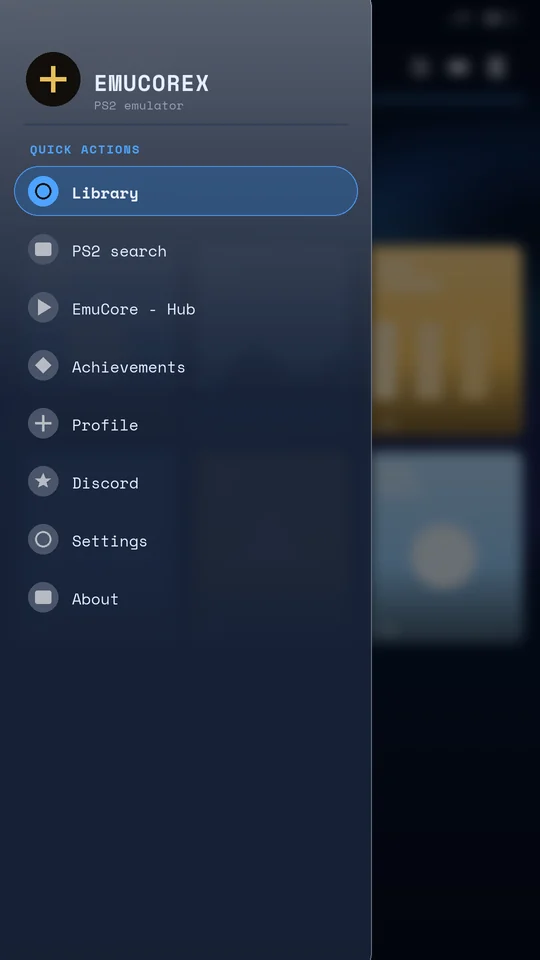 EMUCOREX
PS2 emulator
QUICK ACTIONS
Library
PS2 search
EmuCore - Hub
Achievements
Profile
Discord
Settings
About